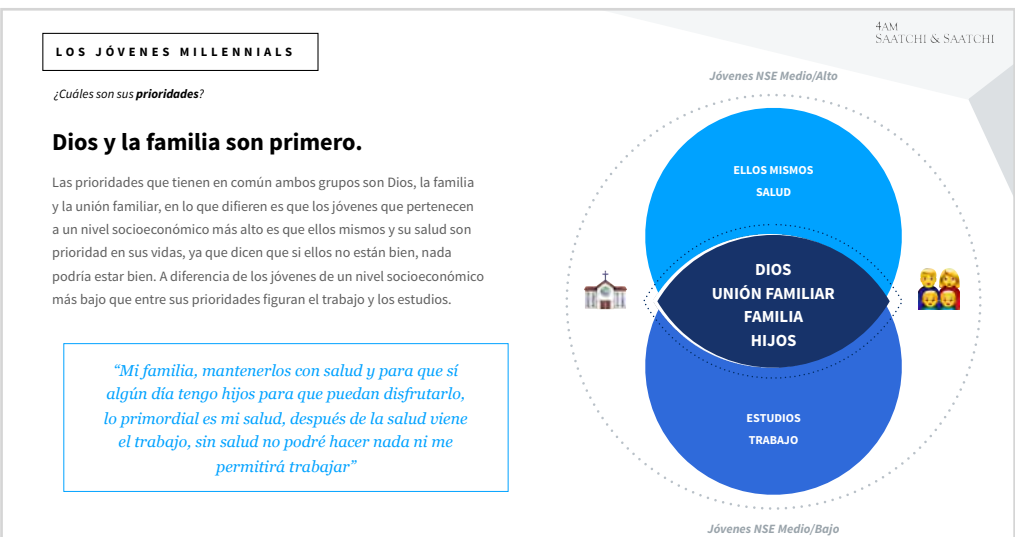 4AM
SAATCHI & SAATCHI
LOS JÓVENES MILLENNIALS
¿Cuáles son sus prioridades?
Dios y la familia son primero.
Las prioridades que tienen en común ambos grupos son Dios, la familia
y la unión familiar, en lo que difieren es que los jóvenes que pertenecen
a un nivel socioeconómico más alto es que ellos mismos y su salud son
prioridad en sus vidas, ya que dicen que si ellos no están bien, nada
podría estar bien. A diferencia de los jóvenes de un nivel socioeconómico
más bajo que entre sus prioridades figuran el trabajo y los estudios.
“Mi familia, mantenerlos con salud y para que sí
algún día tengo hijos para que puedan disfrutarlo,
lo primordial es mi salud, después de la salud viene
el trabajo, sin salud no podré hacer nada ni me
permitirá trabajar”
Jóvenes NSE Medio/Alto
ELLOS MISMOS
SALUD
DIOS
UNIÓN FAMILIAR
FAMILIA
HIJOS
ESTUDIOS
TRABAJO
Jóvenes NSE Medio/Bajo